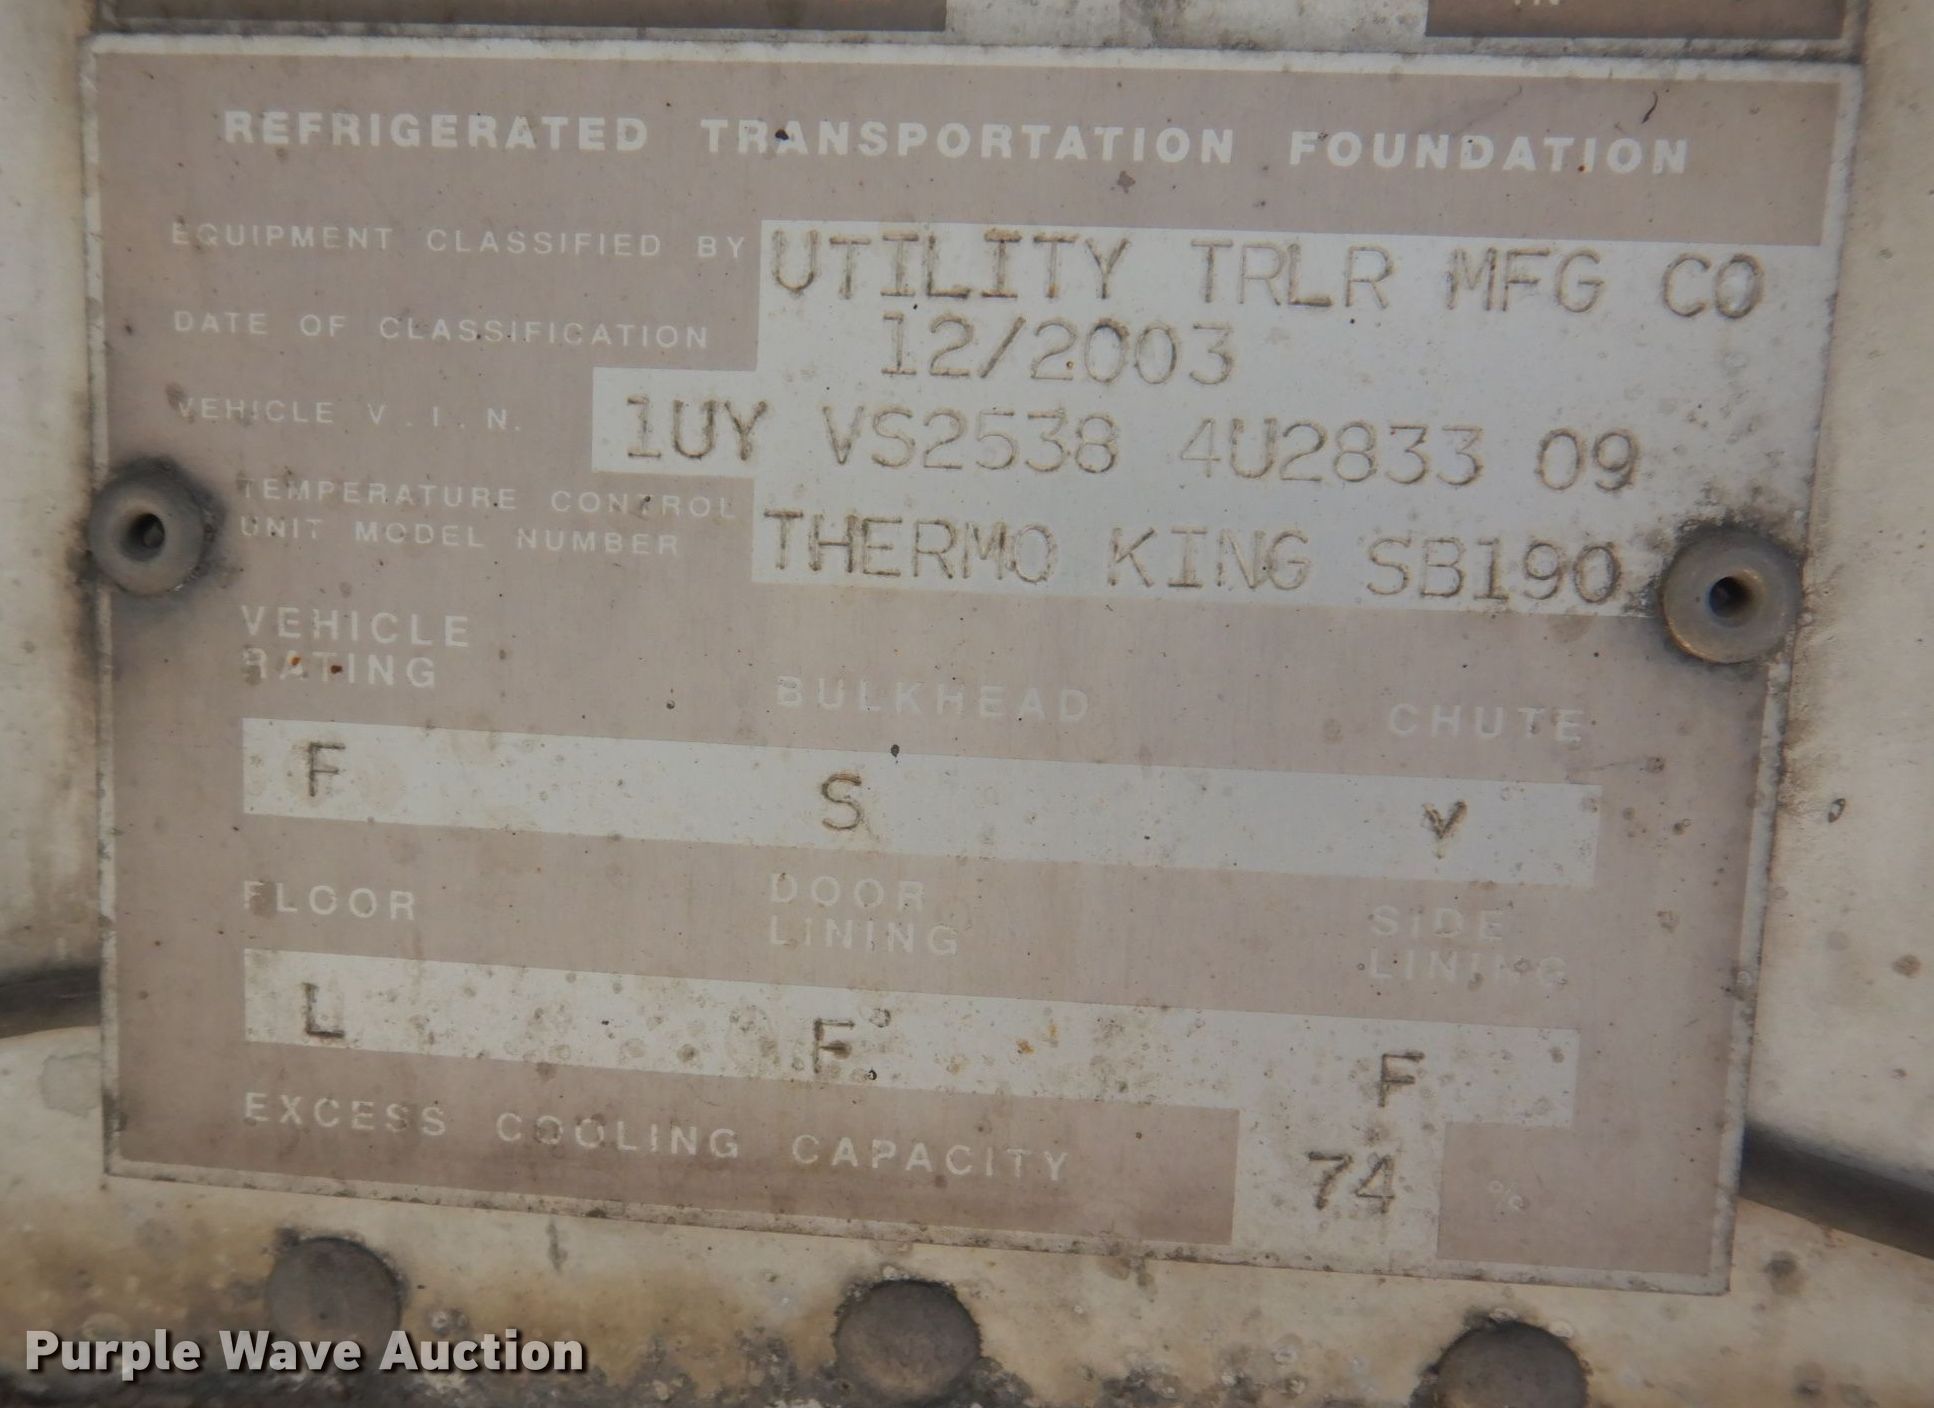 REFRIGERATED TRANSPORTATION FOUNDATION
EQUIPMENT CLASSIFIED BY UTILITY TRLR MFG CO
DATE OF CLASSIFICATION 12/2003
VEHICLE V.I.N. 1UY VS2538 4U2833 09
TEMPERATURE CONTROL
UNIT MODEL NUMBER THERMO KING SB190
VEHICLE
RATING BULKHEAD CHUTE
F S Y
FLOOR DOOR
LINING SIDE
LINING
L F F
EXCESS COOLING CAPACITY 74 %
Purple Wave Auction